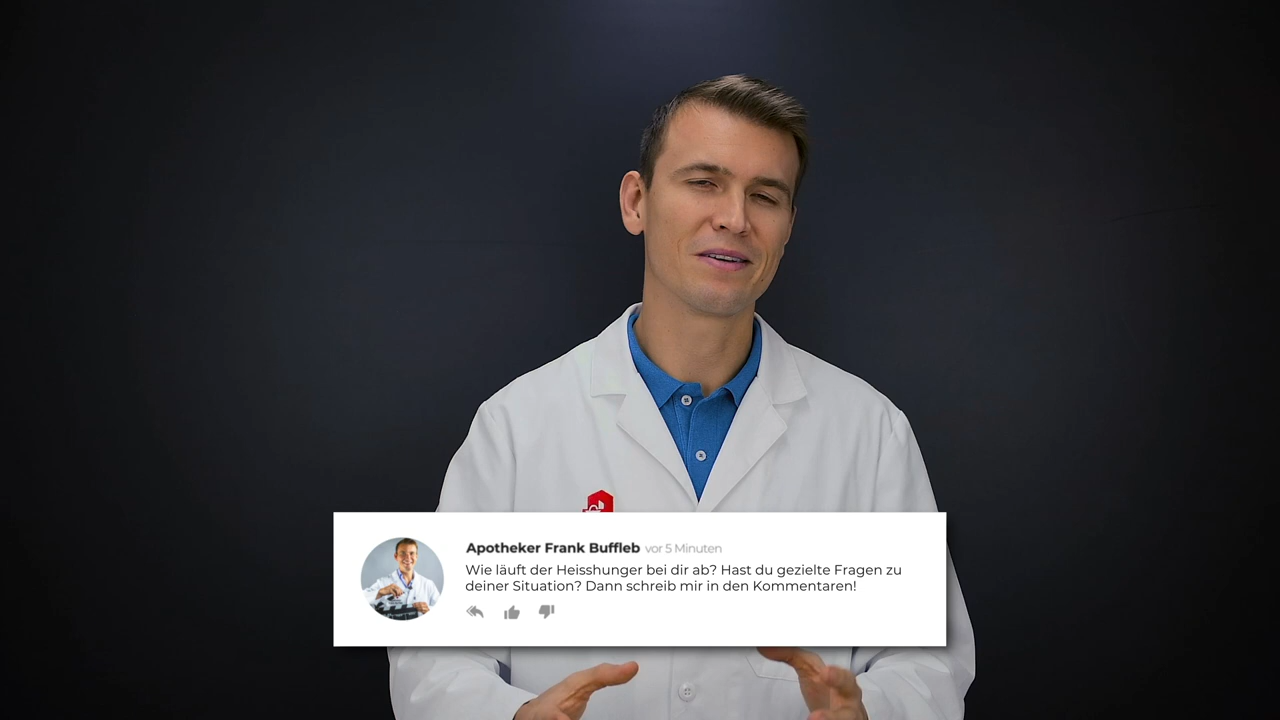 Apotheker Frank Buffleb vor 5 Minuten
Wie läuft der Heisshunger bei dir ab? Hast du gezielte Fragen zu
deiner Situation? Dann schreib mir in den Kommentaren!